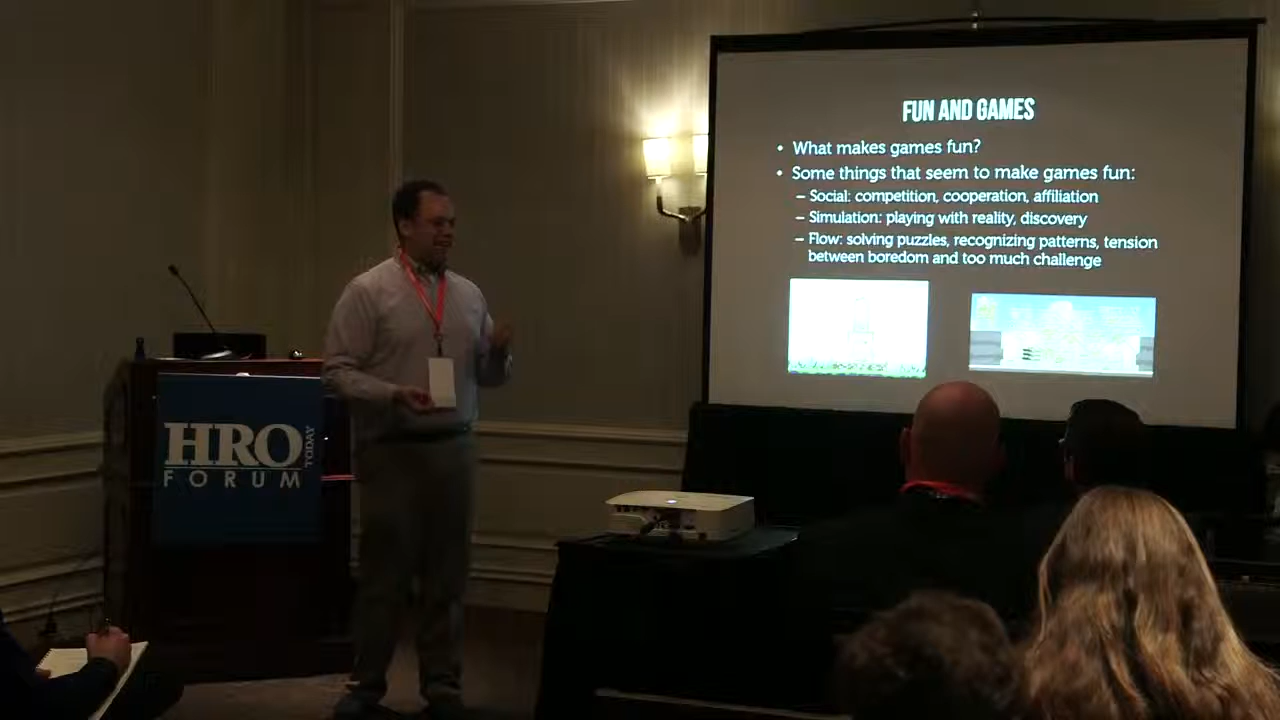 FUN AND GAMES
• What makes games fun?
• Some things that seem to make games fun:
– Social: competition, cooperation, affiliation
– Simulation: playing with reality, discovery
– Flow: solving puzzles, recognizing patterns, tension
between boredom and too much challenge
HRO TODAY
FORUM